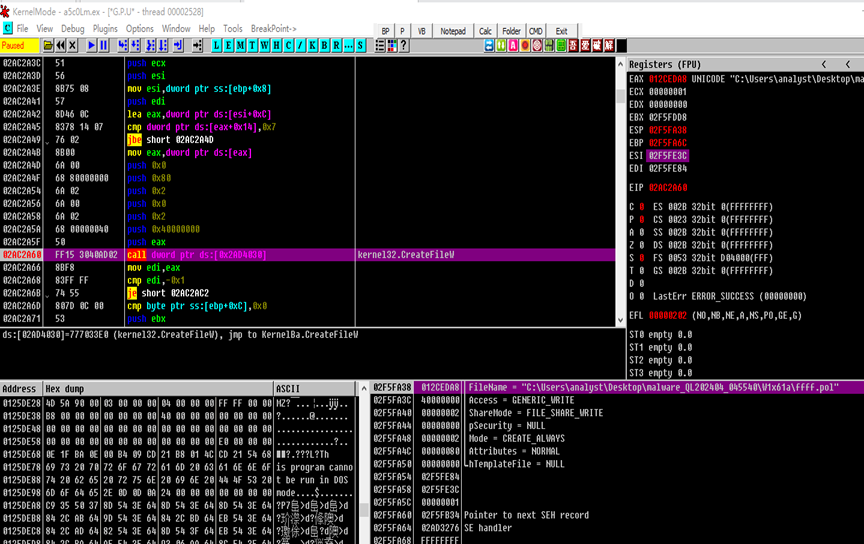 KernelMode - a5c0Lm.ex - [*G.P.U* - thread 00002528]
File View Debug Plugins Options Window Help Tools BreakPoint->
BP P VB Notepad Calc Folder CMD Exit
Paused L E M T W H C / K B R ... S
02AC2A3C 51 push ecx
02AC2A3D 56 push esi
02AC2A3E 8B75 08 mov esi,dword ptr ss:[ebp+0x8]
02AC2A41 57 push edi
02AC2A42 8D46 0C lea eax,dword ptr ds:[esi+0xC]
02AC2A45 8378 14 07 cmp dword ptr ds:[eax+0x14],0x7
02AC2A49 76 02 jbe short 02AC2A4D
02AC2A4B 8B00 mov eax,dword ptr ds:[eax]
02AC2A4D 6A 00 push 0x0
02AC2A4F 68 80000000 push 0x80
02AC2A54 6A 02 push 0x2
02AC2A56 6A 00 push 0x0
02AC2A58 6A 02 push 0x2
02AC2A5A 68 00000040 push 0x40000000
02AC2A5F 50 push eax
02AC2A60 FF15 3040AD02 call dword ptr ds:[0x2AD4030] kernel32.CreateFileW
02AC2A66 8BF8 mov edi,eax
02AC2A68 83FF FF cmp edi,-0x1
02AC2A6B 74 55 je short 02AC2AC2
02AC2A6D 807D 0C 00 cmp byte ptr ss:[ebp+0xC],0x0
02AC2A71 53 push ebx
ds:[02AD4030]=777033E0 (kernel32.CreateFileW), jmp to KernelBa.CreateFileW
Registers (FPU) < <
EAX 012CEDA8 UNICODE "C:\Users\analyst\Desktop\ma
ECX 00000001
EDX 00000000
EBX 02F5FDD8
ESP 02F5FA38
EBP 02F5FA6C
ESI 02F5FE3C
EDI 02F5FE84
EIP 02AC2A60
C 0 ES 002B 32bit 0(FFFFFFFF)
P 0 CS 0023 32bit 0(FFFFFFFF)
A 0 SS 002B 32bit 0(FFFFFFFF)
Z 0 DS 002B 32bit 0(FFFFFFFF)
S 0 FS 0053 32bit D04000(FFF)
T 0 GS 002B 32bit 0(FFFFFFFF)
D 0
O 0 LastErr ERROR_SUCCESS (00000000)
EFL 00000202 (NO,NB,NE,A,NS,PO,GE,G)
ST0 empty 0.0
ST1 empty 0.0
ST2 empty 0.0
ST3 empty 0.0
Address Hex dump ASCII
0125DE28 4D 5A 90 00 03 00 00 00 04 00 00 00 FF FF 00 00
0125DE38 B8 00 00 00 00 00 00 00 40 00 00 00 00 00 00 00 ?.......@.......
0125DE48 00 00 00 00 00 00 00 00 00 00 00 00 00 00 00 00 ................
0125DE58 00 00 00 00 00 00 00 00 00 00 00 00 E0 00 00 00 ............?...
0125DE68 0E 1F BA 0E 00 B4 09 CD 21 B8 01 4C CD 21 54 68
0125DE78 69 73 20 70 72 6F 67 72 61 6D 20 63 61 6E 6E 6F is program canno
0125DE88 74 20 62 65 20 72 75 6E 20 69 6E 20 44 4F 53 20 t be run in DOS
0125DE98 6D 6F 64 65 2E 0D 0D 0A 24 00 00 00 00 00 00 00 mode....$.......
0125DEA8 C9 35 50 37 8D 54 3E 64 8D 54 3E 64 8D 54 3E 64
0125DEB8 84 2C AB 64 9D 54 3E 64 84 2C BD 64 EB 54 3E 64
0125DEC8 84 2C AD 64 82 54 3E 64 8D 54 3F 64 EB 54 3E 64
02F5FA38 012CEDA8 FileName = "C:\Users\analyst\Desktop\malware_QL202404_045540\W1x61a\ffff.pol"
02F5FA3C 40000000 Access = GENERIC_WRITE
02F5FA40 00000002 ShareMode = FILE_SHARE_WRITE
02F5FA44 00000000 pSecurity = NULL
02F5FA48 00000002 Mode = CREATE_ALWAYS
02F5FA4C 00000080 Attributes = NORMAL
02F5FA50 00000000 hTemplateFile = NULL
02F5FA54 02F5FE84
02F5FA58 02F5FE3C
02F5FA5C 00000001
02F5FA60 02F5FB34 Pointer to next SEH record
02F5FA64 02AD3276 SE handler
02F5FA68 FFFFFFFF